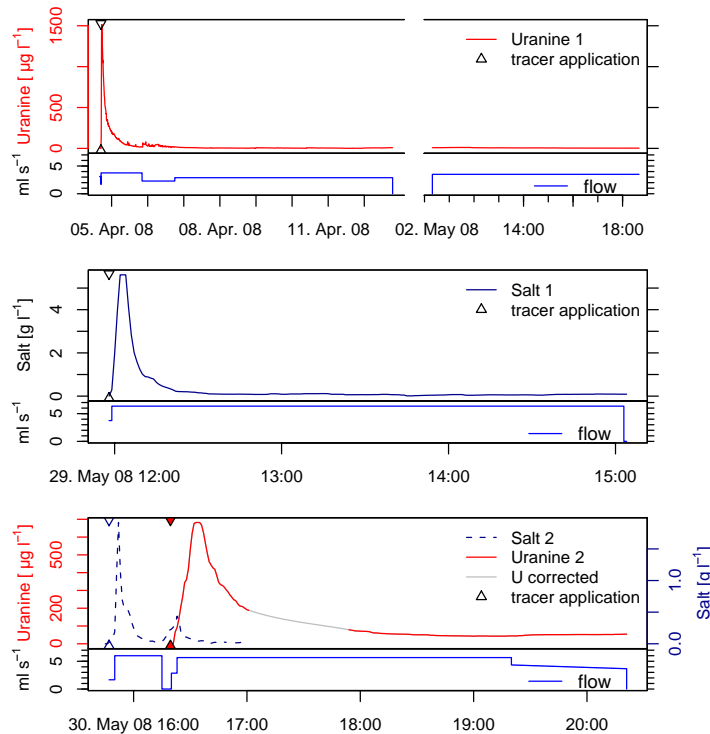 Uranine [ µg l⁻¹]
0 500 1500
Uranine 1
tracer application
ml s⁻¹
0 5
flow
05. Apr. 08 08. Apr. 08 11. Apr. 08 02. May 08 14:00 18:00
Salt [g l⁻¹]
0 2 4
Salt 1
tracer application
ml s⁻¹
0 5
flow
29. May 08 12:00 13:00 14:00 15:00
Uranine [ µg l⁻¹]
0 200 500
Salt 2
Uranine 2
U corrected
tracer application
0.0 1.0
Salt [g l⁻¹]
ml s⁻¹
0 5
flow
30. May 08 16:00 17:00 18:00 19:00 20:00